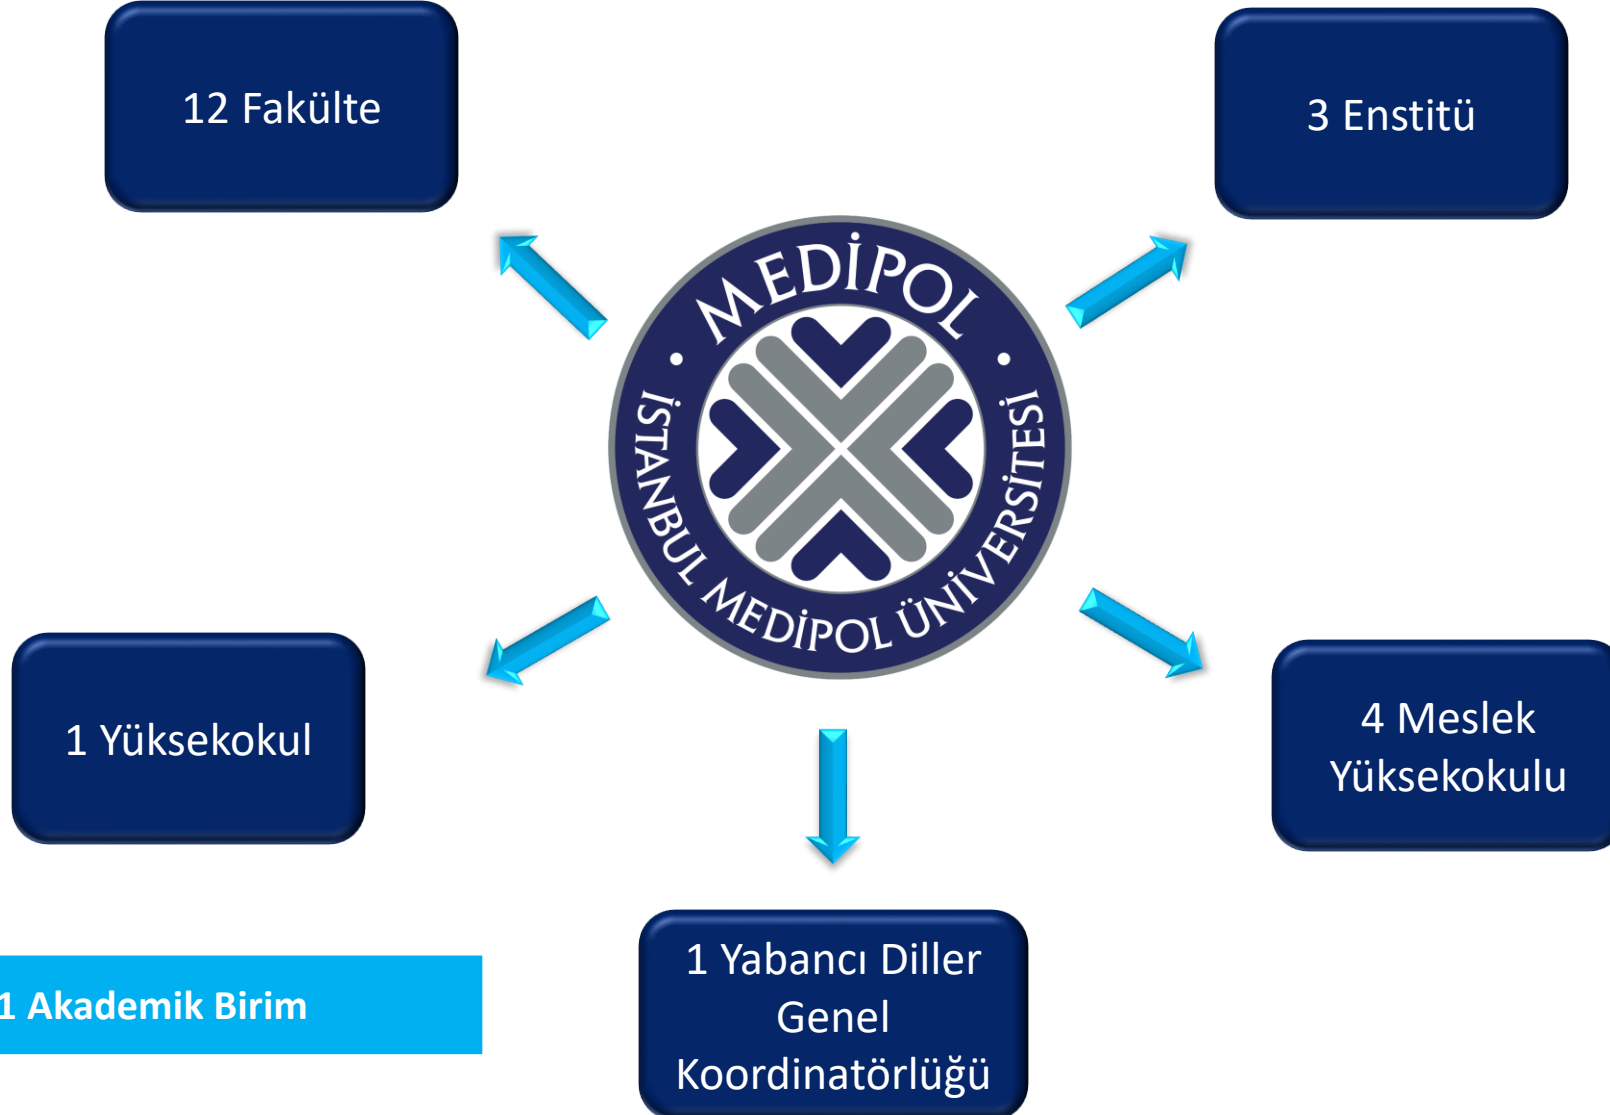 12 Fakülte
3 Enstitü
MEDİPOL
İSTANBUL MEDİPOL ÜNİVERSİTESİ
1 Yüksekokul
4 Meslek
Yüksekokulu
1 Yabancı Diller
Genel
Koordinatörlüğü
1 Akademik Birim